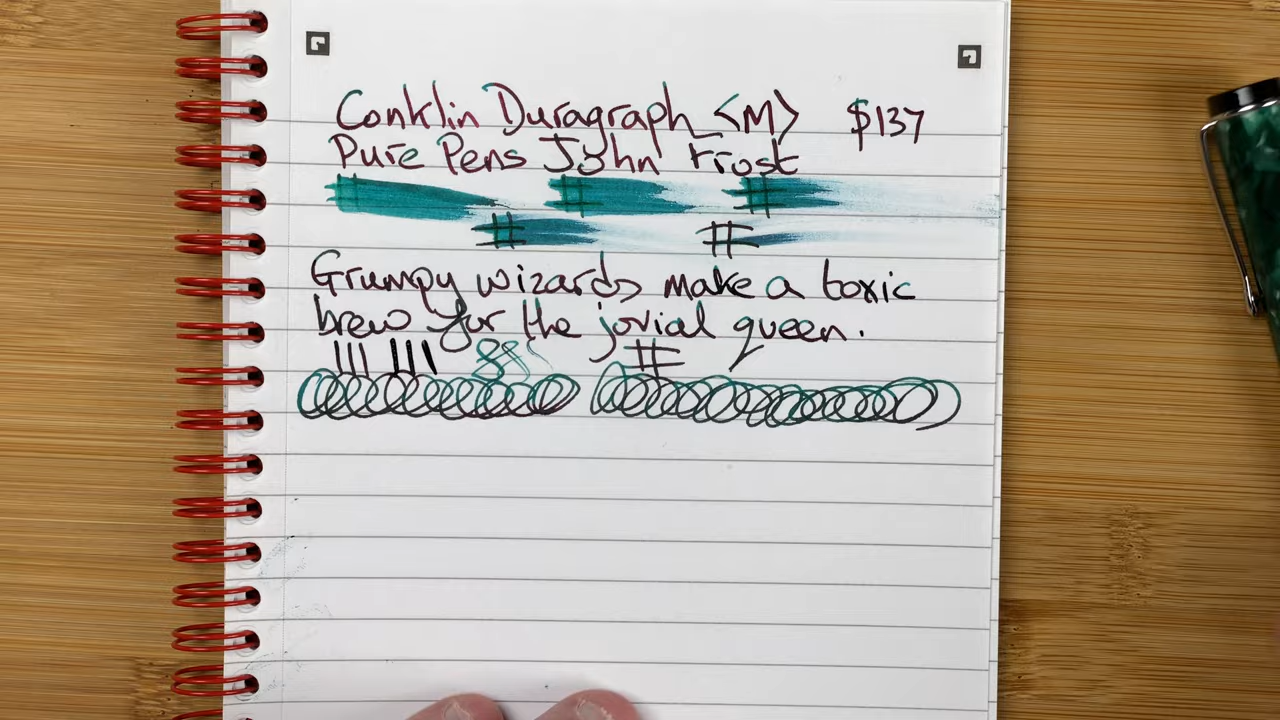 Conklin Duragraph <M> $137
Pure Pens John Frost
Grumpy wizards make a toxic
brew for the jovial queen.